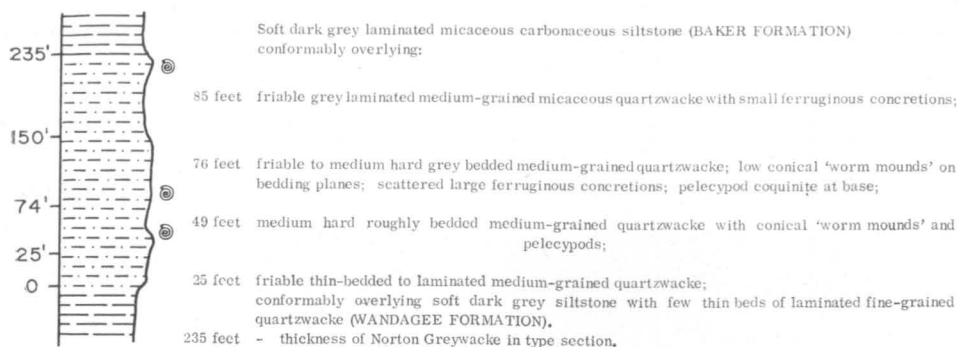 Soft dark grey laminated micaceous carbonaceous siltstone (BAKER FORMATION)
235' conformably overlying:
85 feet friable grey laminated medium-grained micaceous quartzwacke with small ferruginous concretions;
150'
76 feet friable to medium hard grey bedded medium-grained quartzwacke; low conical 'worm mounds' on
bedding planes; scattered large ferruginous concretions; pelecypod coquinite at base;
74'
49 feet medium hard roughly bedded medium-grained quartzwacke with conical 'worm mounds' and
pelecypods;
25'
0 25 feet friable thin-bedded to laminated medium-grained quartzwacke;
conformably overlying soft dark grey siltstone with few thin beds of laminated fine-grained
quartzwacke (WANDAGEE FORMATION).
235 feet - thickness of Norton Greywacke in type section.